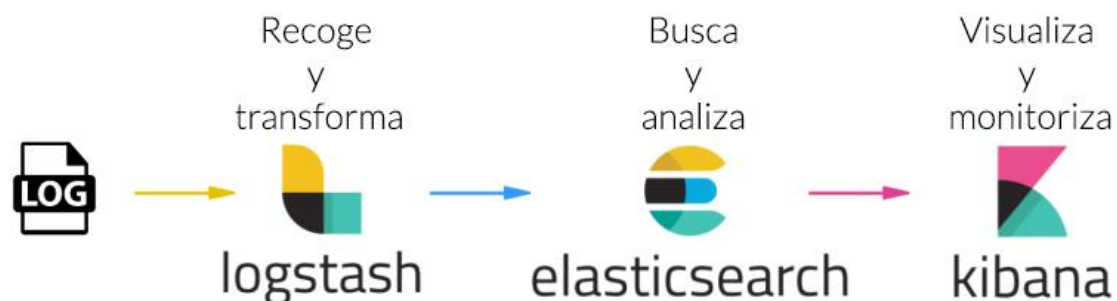 Recoge
y
transforma
Busca
y
analiza
Visualiza
y
monitoriza
LOG
logstash
elasticsearch
kibana